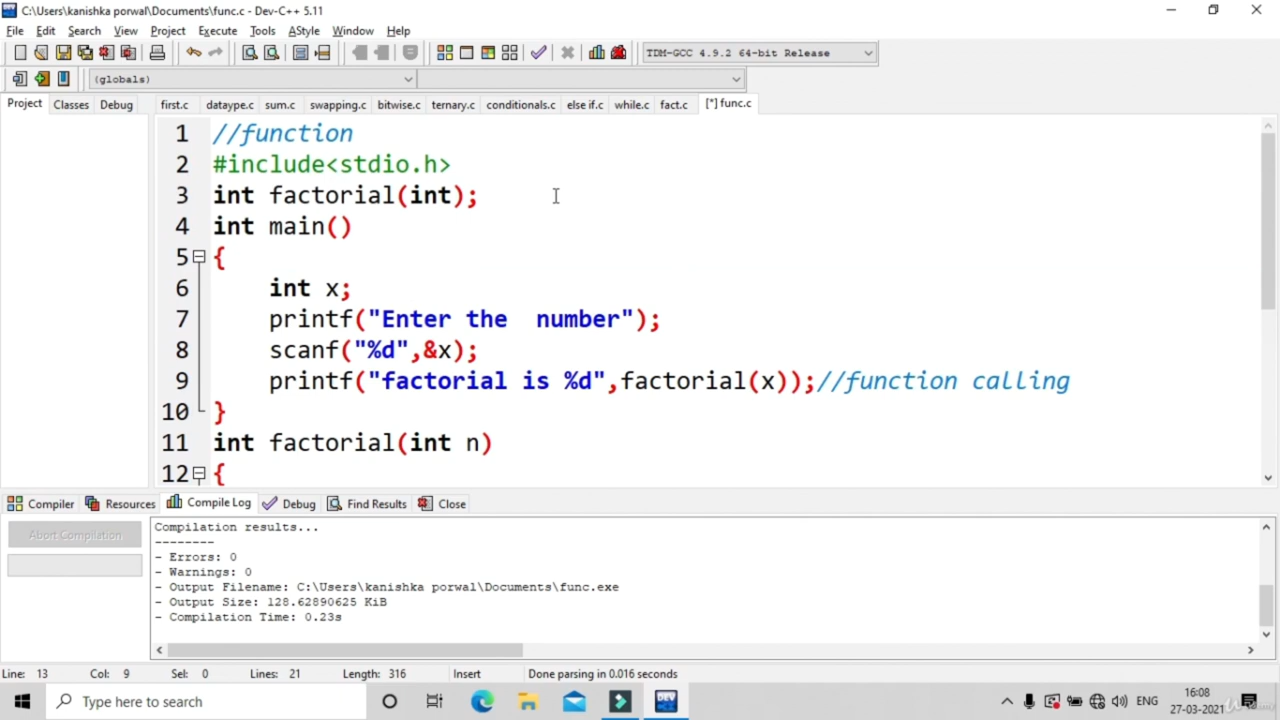 C:\Users\kanishka porwal\Documents\func.c - Dev-C++ 5.11
File Edit Search View Project Execute Tools AStyle Window Help
TDM-GCC 4.9.2 64-bit Release
(globals)
Project Classes Debug first.c dataype.c sum.c swapping.c bitwise.c ternary.c conditionals.c else if.c while.c fact.c [*] func.c
1 //function
2 #include<stdio.h>
3 int factorial(int);
4 int main()
5 {
6 int x;
7 printf("Enter the  number");
8 scanf("%d",&x);
9 printf("factorial is %d",factorial(x));//function calling
10 }
11 int factorial(int n)
12 {
Compiler Resources Compile Log Debug Find Results Close
Abort Compilation
Compilation results...
--------
- Errors: 0
- Warnings: 0
- Output Filename: C:\Users\kanishka porwal\Documents\func.exe
- Output Size: 128.62890625 KiB
- Compilation Time: 0.23s
Line: 13 Col: 9 Sel: 0 Lines: 21 Length: 316 Insert Done parsing in 0.016 seconds
Type here to search
DEV
ENG
16:08
27-03-2021